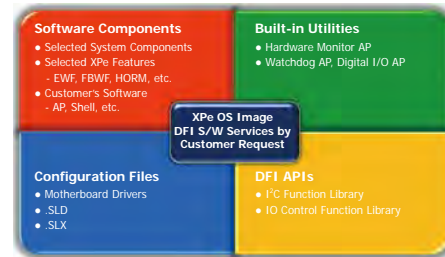 Software Components
● Selected System Components
● Selected XPe Features
- EWF, FBWF, HORM, etc.
● Customer's Software
- AP, Shell, etc.
Built-in Utilities
● Hardware Monitor AP
● Watchdog AP, Digital I/O AP
XPe OS Image
DFI S/W Services by
Customer Request
Configuration Files
● Motherboard Drivers
● .SLD
● .SLX
DFI APIs
● I²C Function Library
● IO Control Function Library